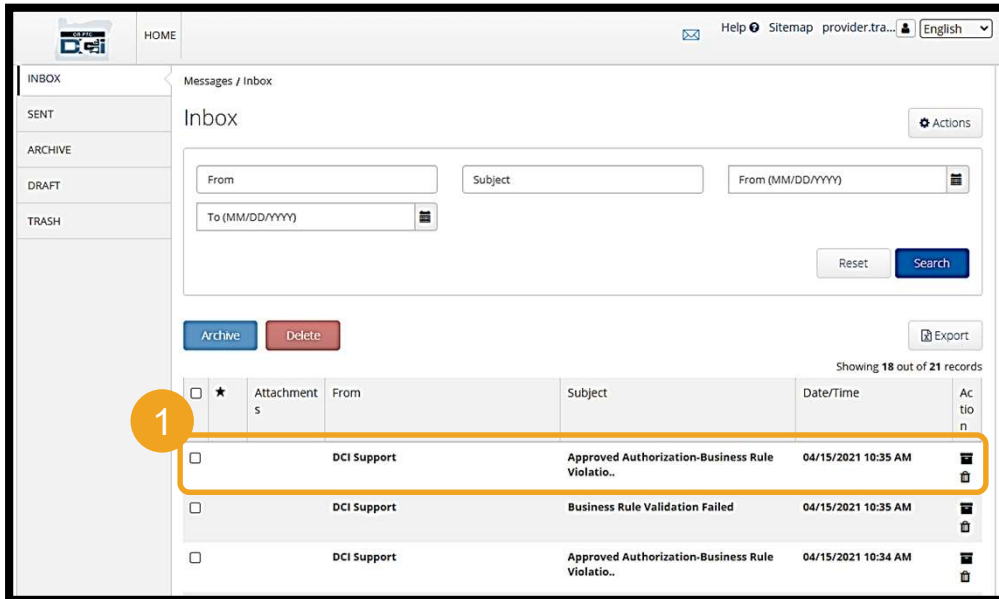 OR PTC
DCi
HOME
Help Sitemap provider.tra... English
INBOX
SENT
ARCHIVE
DRAFT
TRASH
Messages / Inbox
Inbox
Actions
From
Subject
From (MM/DD/YYYY)
To (MM/DD/YYYY)
Reset
Search
Archive
Delete
Export
Showing 18 out of 21 records
Attachment
s
From
Subject
Date/Time
Ac
tio
n
1
DCI Support
Approved Authorization-Business Rule
Violatio..
04/15/2021 10:35 AM
DCI Support
Business Rule Validation Failed
04/15/2021 10:35 AM
DCI Support
Approved Authorization-Business Rule
Violatio..
04/15/2021 10:34 AM